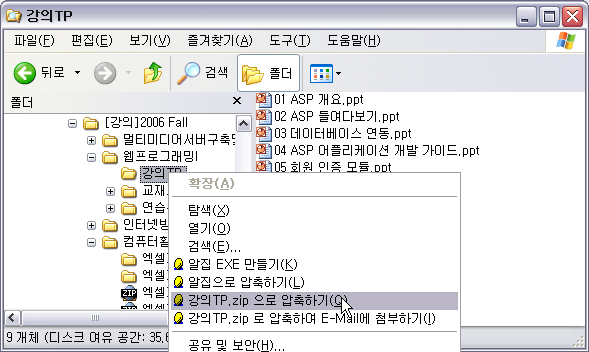 강의TP
파일(F) 편집(E) 보기(V) 즐겨찾기(A) 도구(T) 도움말(H)
뒤로 검색 폴더
폴더
[강의]2006 Fall
멀티미디어서버구축및
웹프로그래밍I
강의TP
교재
연습
인터넷방
컴퓨터활
엑셀
엑셀
엑셀
01 ASP 개요.ppt
02 ASP 들여다보기.ppt
03 데이터베이스 연동.ppt
04 ASP 어플리케이션 개발 가이드.ppt
05 회원 인증 모듈.ppt
확장(A)
탐색(X)
열기(O)
검색(E)...
알집 EXE 만들기(K)
알집으로 압축하기(L)
강의TP.zip 으로 압축하기(Q)
강의TP.zip 로 압축하여 E-Mail에 첨부하기(I)
공유 및 보안(H)...
9 개체 (디스크 여유 공간: 35,6